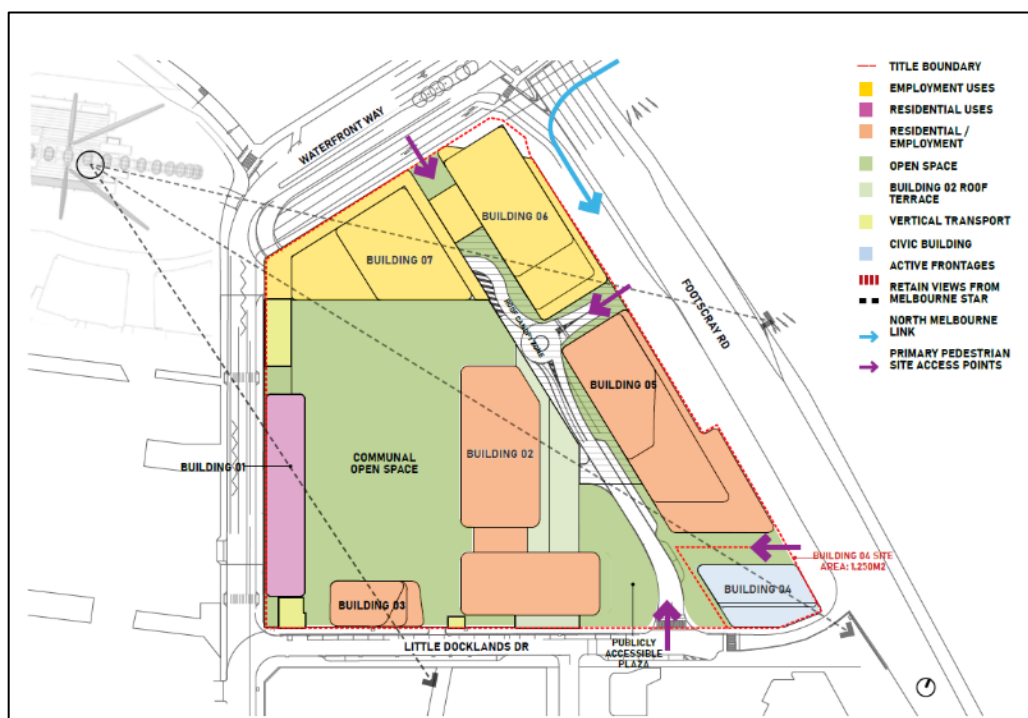 WATERFRONT WAY
BUILDING 06
BUILDING 07
ROOF CANOPY ZONE
FOOTSCRAY RD
BUILDING 05
BUILDING 02
COMMUNAL
OPEN SPACE
BUILDING 01
BUILDING 04 SITE
AREA: 1,250M2
BUILDING 04
BUILDING 03
LITTLE DOCKLANDS DR
PUBLICLY
ACCESSIBLE
PLAZA
TITLE BOUNDARY
EMPLOYMENT USES
RESIDENTIAL USES
RESIDENTIAL /
EMPLOYMENT
OPEN SPACE
BUILDING 02 ROOF
TERRACE
VERTICAL TRANSPORT
CIVIC BUILDING
ACTIVE FRONTAGES
RETAIN VIEWS FROM
MELBOURNE STAR
NORTH MELBOURNE
LINK
PRIMARY PEDESTRIAN
SITE ACCESS POINTS